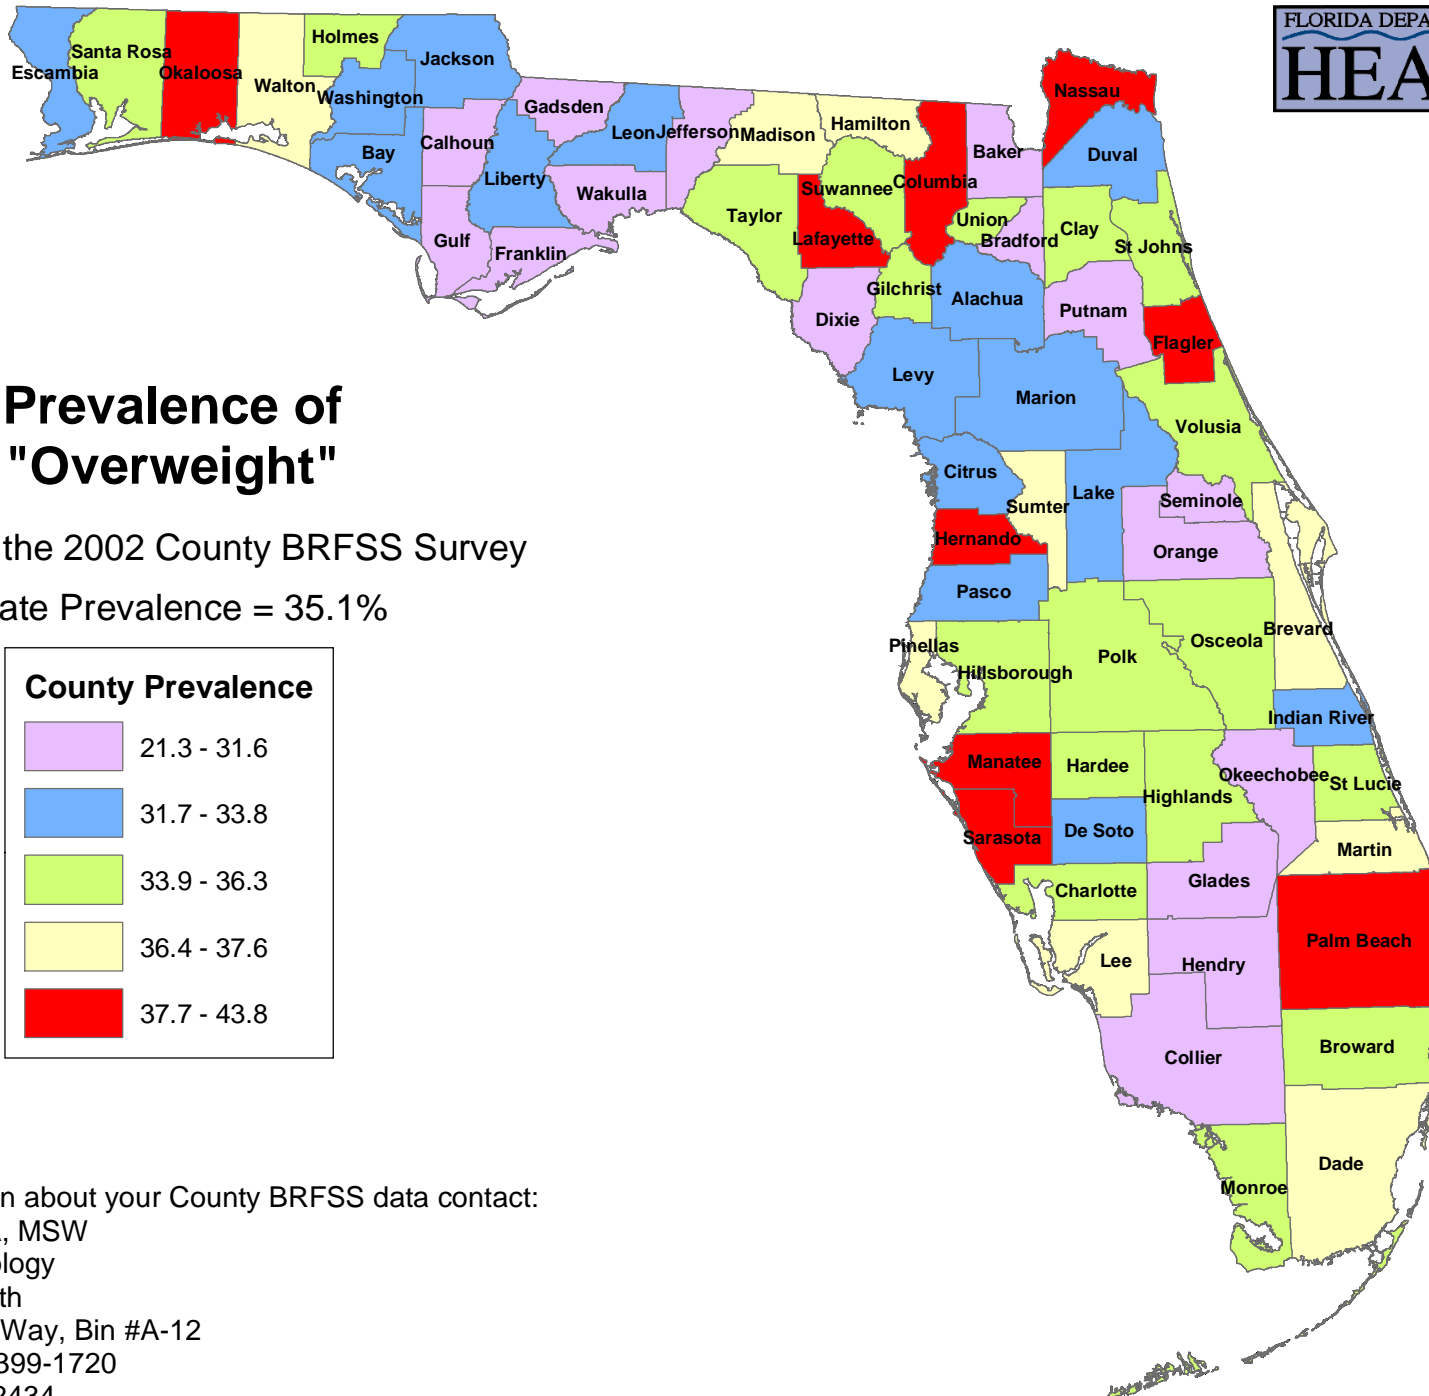 FLORIDA DEPA
HEA
Prevalence of
"Overweight"
the 2002 County BRFSS Survey
ate Prevalence = 35.1%
County Prevalence
21.3 - 31.6
31.7 - 33.8
33.9 - 36.3
36.4 - 37.6
37.7 - 43.8
Escambia
Santa Rosa
Okaloosa
Walton
Holmes
Washington
Jackson
Bay
Calhoun
Gulf
Gadsden
Liberty
Franklin
Leon
Wakulla
Jefferson
Madison
Taylor
Hamilton
Suwannee
Lafayette
Dixie
Columbia
Gilchrist
Baker
Union
Bradford
Alachua
Levy
Nassau
Duval
Clay
St Johns
Putnam
Flagler
Marion
Volusia
Citrus
Sumter
Lake
Seminole
Hernando
Orange
Pasco
Pinellas
Hillsborough
Polk
Osceola
Brevard
Indian River
Manatee
Hardee
Highlands
Okeechobee
St Lucie
Sarasota
De Soto
Martin
Charlotte
Glades
Lee
Hendry
Palm Beach
Collier
Broward
Monroe
Dade
n about your County BRFSS data contact:
, MSW
ology
th
Way, Bin #A-12
399-1720
2434